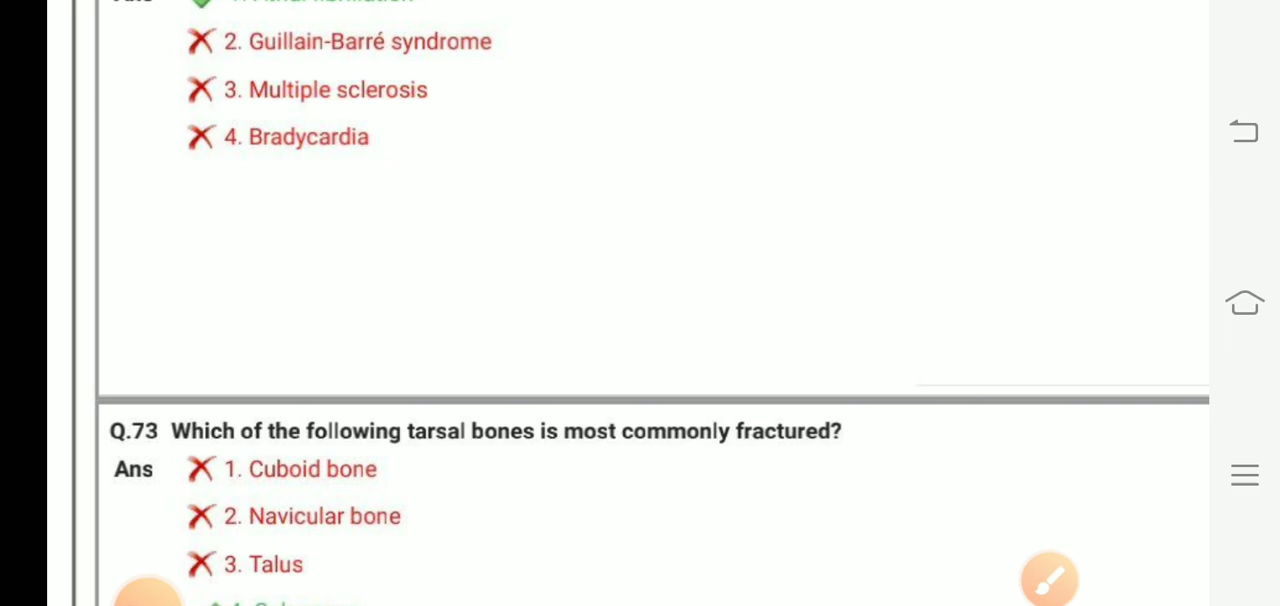 2. Guillain-Barré syndrome
3. Multiple sclerosis
4. Bradycardia
Q.73 Which of the following tarsal bones is most commonly fractured?
Ans 1. Cuboid bone
2. Navicular bone
3. Talus